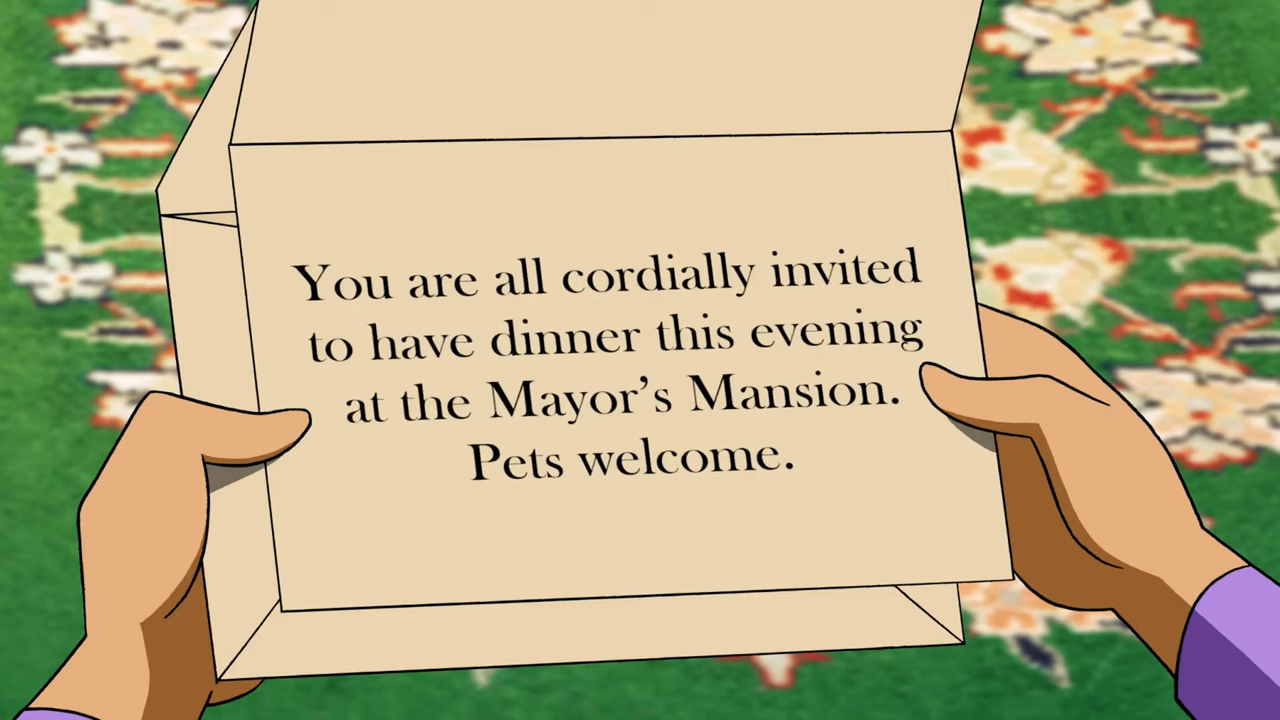 You are all cordially invited
to have dinner this evening
at the Mayor’s Mansion.
Pets welcome.